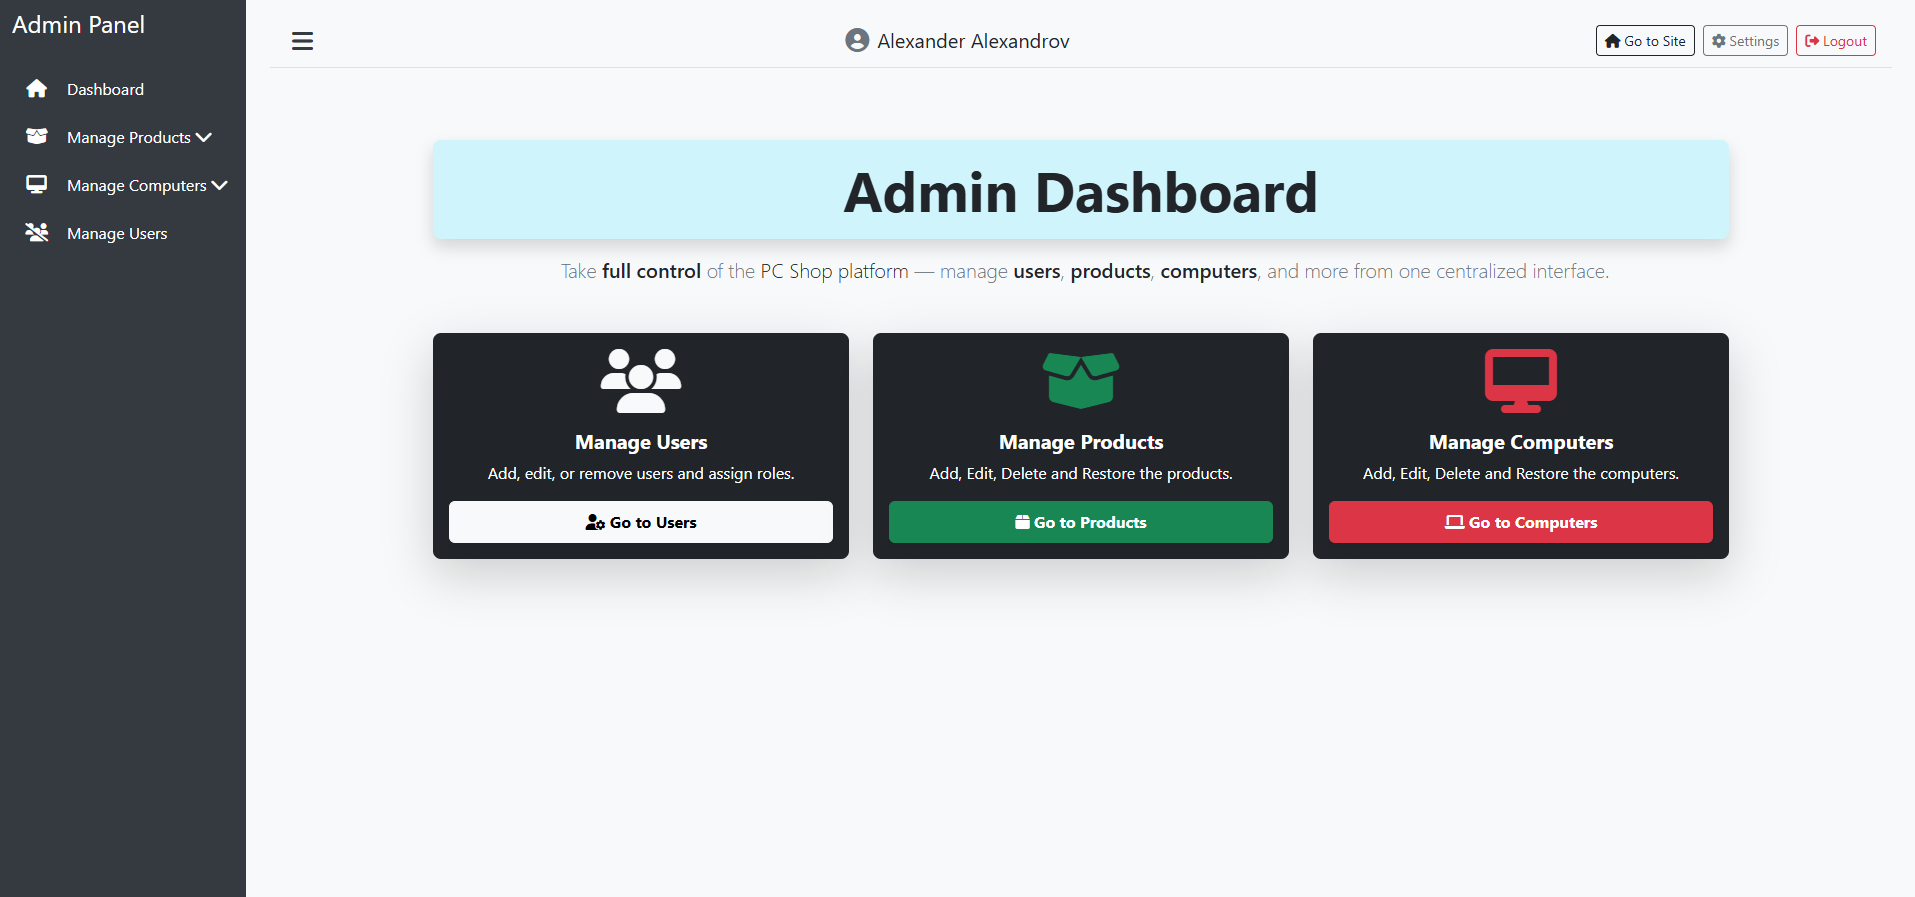 Admin Panel
Dashboard
Manage Products
Manage Computers
Manage Users
Alexander Alexandrov
Go to Site
Settings
Logout
Admin Dashboard
Take full control of the PC Shop platform — manage users, products, computers, and more from one centralized interface.
Manage Users
Add, edit, or remove users and assign roles.
Go to Users
Manage Products
Add, Edit, Delete and Restore the products.
Go to Products
Manage Computers
Add, Edit, Delete and Restore the computers.
Go to Computers